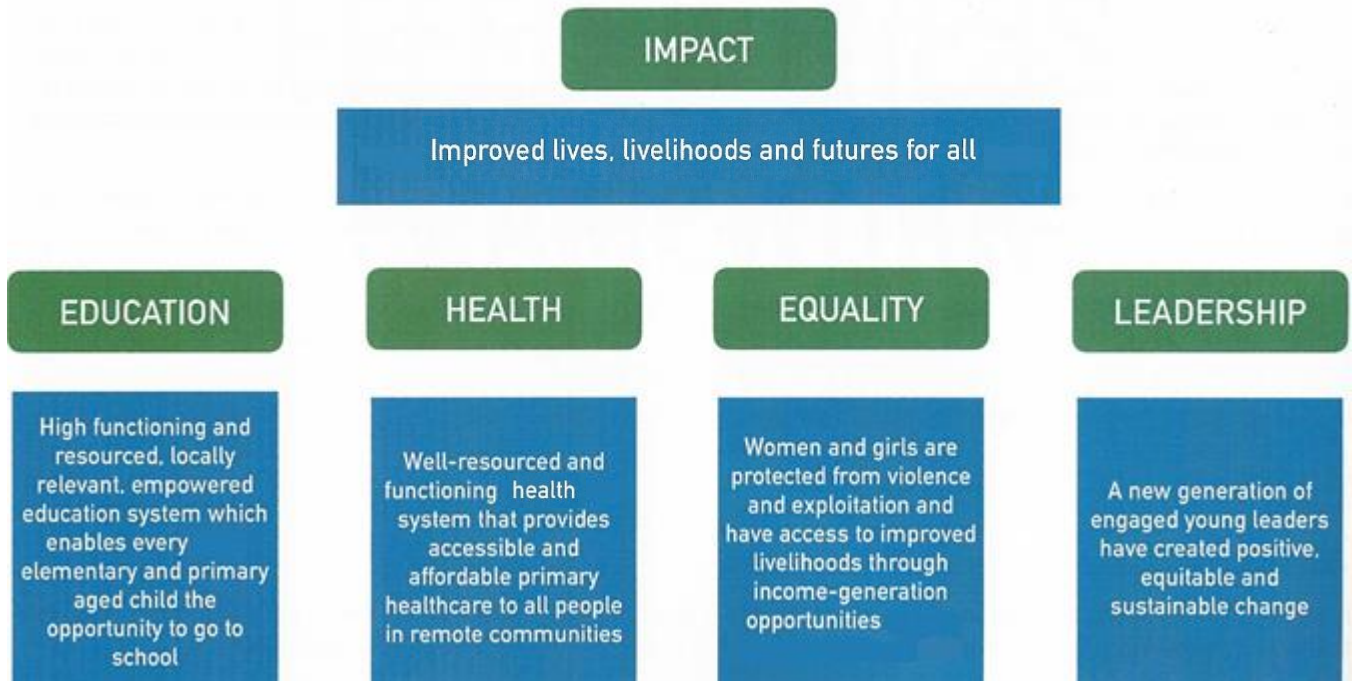 IMPACT
Improved lives, livelihoods and futures for all
EDUCATION
High functioning and
resourced, locally
relevant, empowered
education system which
enables every
elementary and primary
aged child the
opportunity to go to
school
HEALTH
Well-resourced and
functioning health
system that provides
accessible and
affordable primary
healthcare to all people
in remote communities
EQUALITY
Women and girls are
protected from violence
and exploitation and
have access to improved
livelihoods through
income-generation
opportunities
LEADERSHIP
A new generation of
engaged young leaders
have created positive,
equitable and
sustainable change